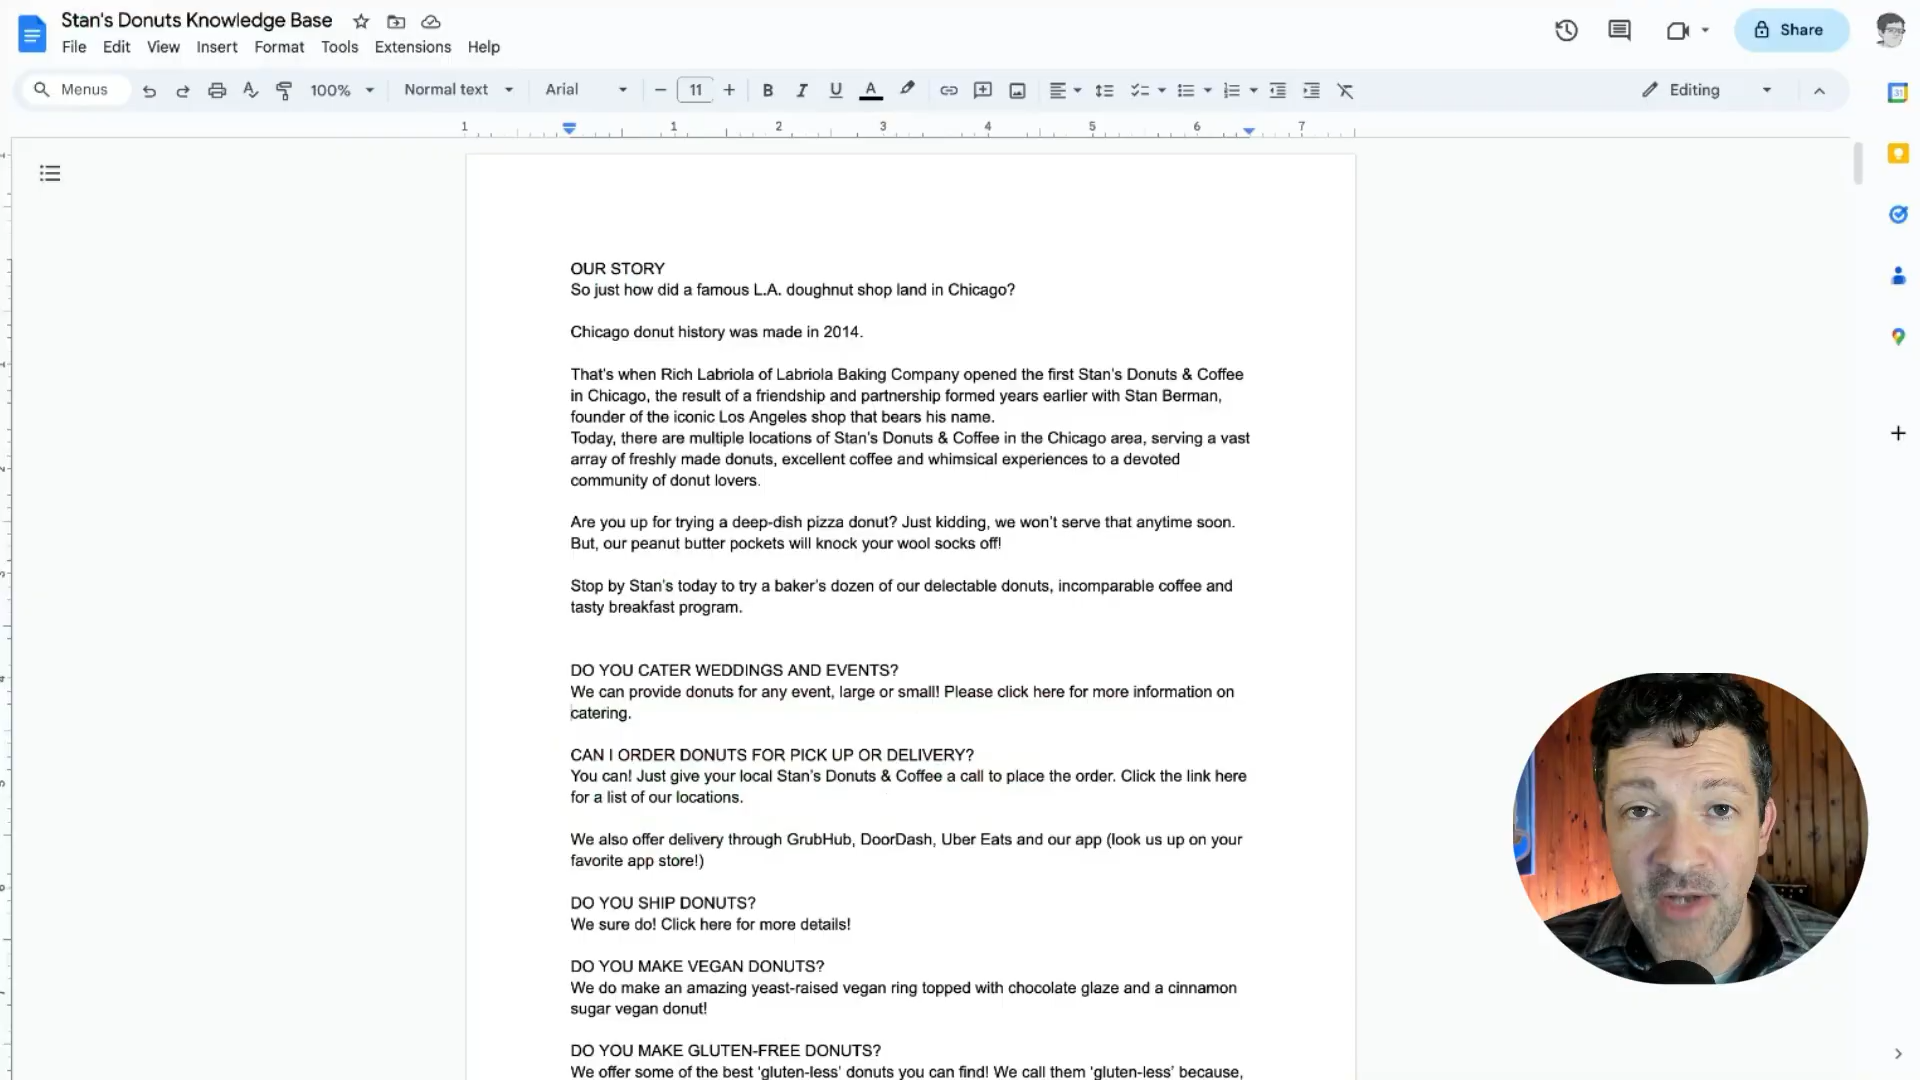 Stan's Donuts Knowledge Base
File Edit View Insert Format Tools Extensions Help
Share
Menus 100% Normal text Arial 11 Editing
1 1 2 3 4 5 6 7
OUR STORY
So just how did a famous L.A. doughnut shop land in Chicago?
Chicago donut history was made in 2014.
That's when Rich Labriola of Labriola Baking Company opened the first Stan's Donuts & Coffee
in Chicago, the result of a friendship and partnership formed years earlier with Stan Berman,
founder of the iconic Los Angeles shop that bears his name.
Today, there are multiple locations of Stan's Donuts & Coffee in the Chicago area, serving a vast
array of freshly made donuts, excellent coffee and whimsical experiences to a devoted
community of donut lovers.
Are you up for trying a deep-dish pizza donut? Just kidding, we won't serve that anytime soon.
But, our peanut butter pockets will knock your wool socks off!
Stop by Stan's today to try a baker's dozen of our delectable donuts, incomparable coffee and
tasty breakfast program.
DO YOU CATER WEDDINGS AND EVENTS?
We can provide donuts for any event, large or small! Please click here for more information on
catering.
CAN I ORDER DONUTS FOR PICK UP OR DELIVERY?
You can! Just give your local Stan's Donuts & Coffee a call to place the order. Click the link here
for a list of our locations.
We also offer delivery through GrubHub, DoorDash, Uber Eats and our app (look us up on your
favorite app store!)
DO YOU SHIP DONUTS?
We sure do! Click here for more details!
DO YOU MAKE VEGAN DONUTS?
We do make an amazing yeast-raised vegan ring topped with chocolate glaze and a cinnamon
sugar vegan donut!
DO YOU MAKE GLUTEN-FREE DONUTS?
We offer some of the best 'gluten-less' donuts you can find! We call them 'gluten-less' because,